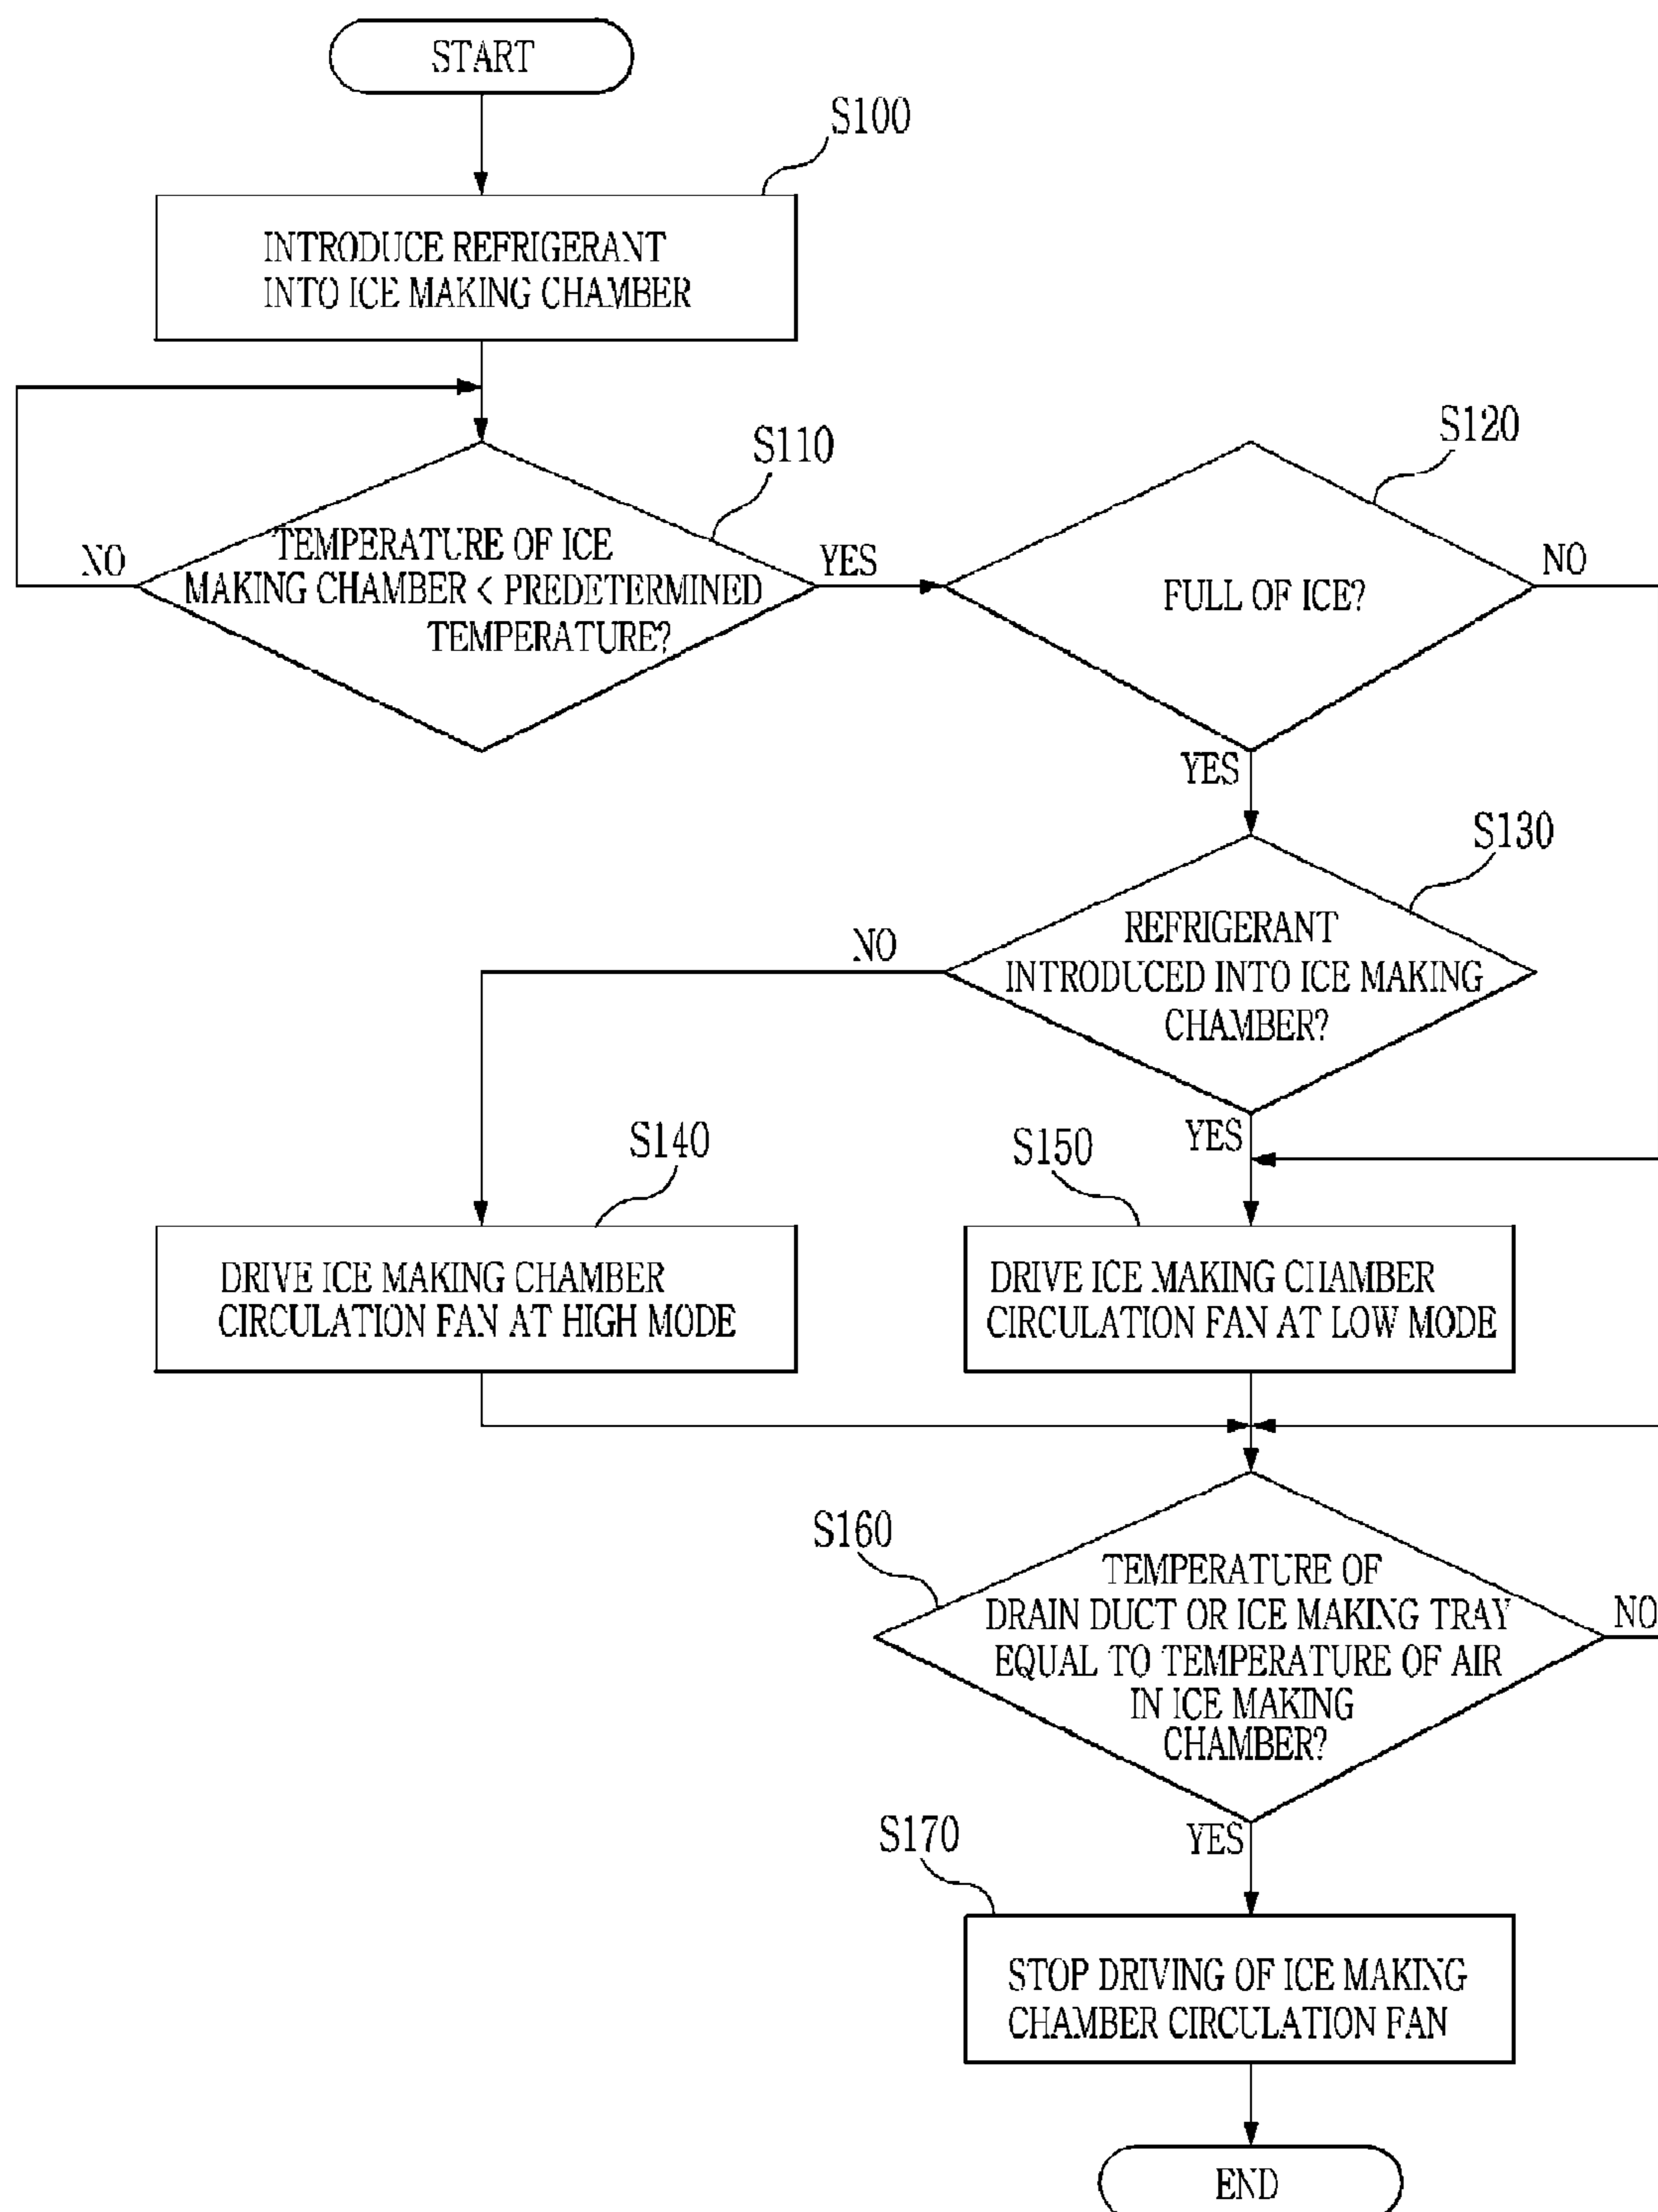 START
S100
INTRODUCE REFRIGERANT
INTO ICE MAKING CHAMBER
S110
TEMPERATURE OF ICE
MAKING CHAMBER < PREDETERMINED
TEMPERATURE?
NO
YES
S120
FULL OF ICE?
NO
YES
S130
REFRIGERANT
INTRODUCED INTO ICE MAKING
CHAMBER?
NO
YES
S140
DRIVE ICE MAKING CHAMBER
CIRCULATION FAN AT HIGH MODE
S150
DRIVE ICE MAKING CHAMBER
CIRCULATION FAN AT LOW MODE
S160
TEMPERATURE OF
DRAIN DUCT OR ICE MAKING TRAY
EQUAL TO TEMPERATURE OF AIR
IN ICE MAKING
CHAMBER?
NO
YES
S170
STOP DRIVING OF ICE MAKING
CHAMBER CIRCULATION FAN
END